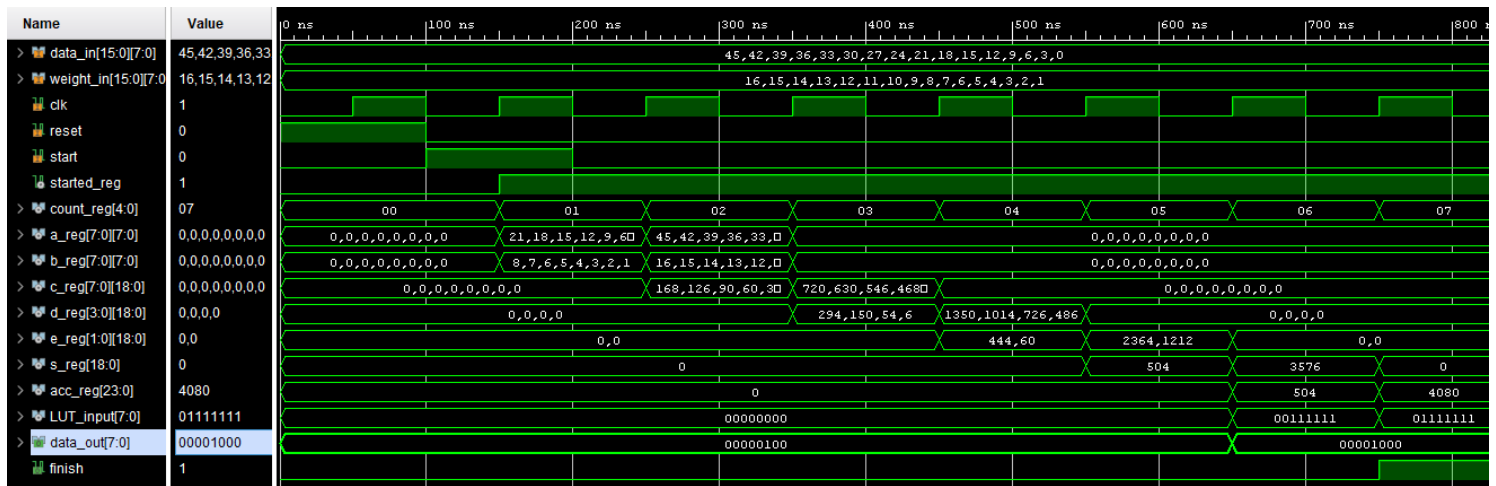 Name Value 0 ns 100 ns 200 ns 300 ns 400 ns 500 ns 600 ns 700 ns 800
data_in[15:0][7:0] 45,42,39,36,33 45,42,39,36,33,30,27,24,21,18,15,12,9,6,3,0
weight_in[15:0][7:0 16,15,14,13,12 16,15,14,13,12,11,10,9,8,7,6,5,4,3,2,1
clk 1
reset 0
start 0
started_reg 1
count_reg[4:0] 07 00 01 02 03 04 05 06 07
a_reg[7:0][7:0] 0,0,0,0,0,0,0,0 0,0,0,0,0,0,0,0 21,18,15,12,9,6 45,42,39,36,33, 0,0,0,0,0,0,0,0
b_reg[7:0][7:0] 0,0,0,0,0,0,0,0 0,0,0,0,0,0,0,0 8,7,6,5,4,3,2,1 16,15,14,13,12, 0,0,0,0,0,0,0,0
c_reg[7:0][18:0] 0,0,0,0,0,0,0,0 0,0,0,0,0,0,0,0 168,126,90,60,3 720,630,546,468 0,0,0,0,0,0,0,0
d_reg[3:0][18:0] 0,0,0,0 0,0,0,0 294,150,54,6 1350,1014,726,486 0,0,0,0
e_reg[1:0][18:0] 0,0 0,0 444,60 2364,1212 0,0
s_reg[18:0] 0 0 504 3576 0
acc_reg[23:0] 4080 0 504 4080
LUT_input[7:0] 01111111 00000000 00111111 01111111
data_out[7:0] 00001000 00000100 00001000
finish 1